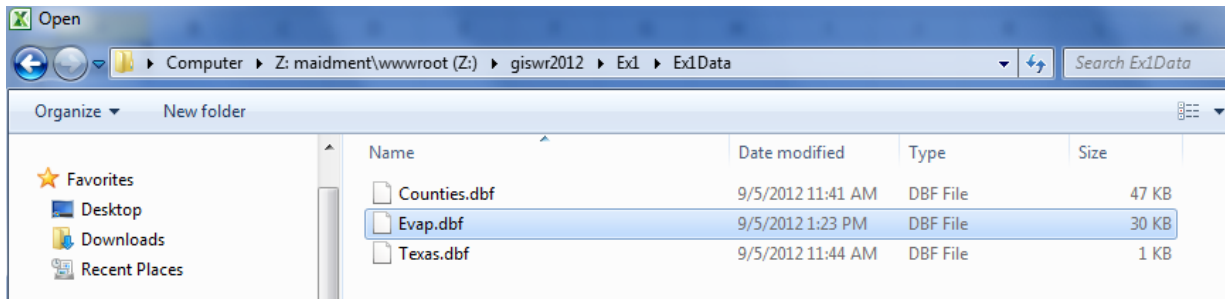 Open
Computer Z: maidment\wwwroot (Z:) giswr2012 Ex1 Ex1Data Search Ex1Data
Organize New folder
Name Date modified Type Size
Favorites
Desktop
Downloads
Recent Places
Counties.dbf 9/5/2012 11:41 AM DBF File 47 KB
Evap.dbf 9/5/2012 1:23 PM DBF File 30 KB
Texas.dbf 9/5/2012 11:44 AM DBF File 1 KB